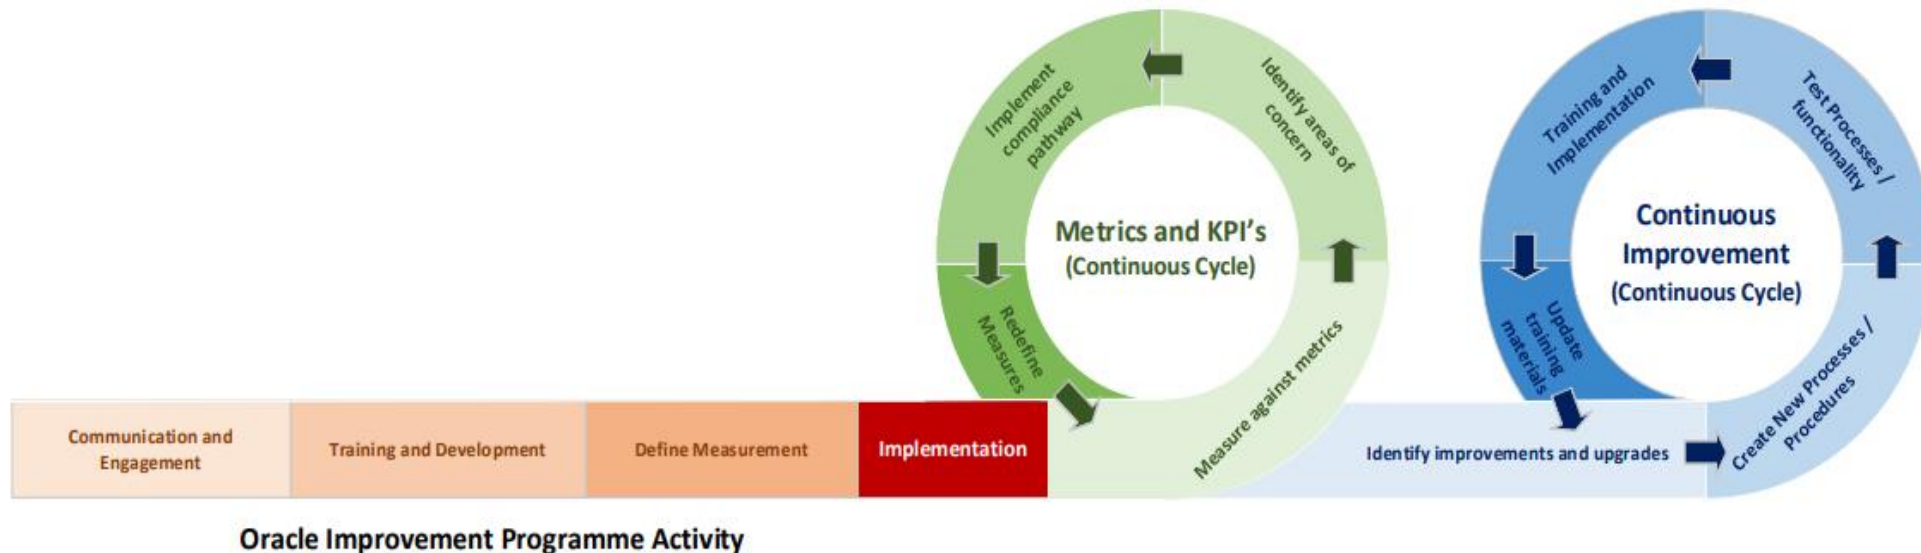 Communication and
Engagement
Training and Development
Define Measurement
Implementation
Oracle Improvement Programme Activity
Metrics and KPI's
(Continuous Cycle)
Measure against metrics
Identify areas of
concern
Implement
compliance
pathway
Redefine
Measures
Continuous
Improvement
(Continuous Cycle)
Identify improvements and upgrades
Create New Processes /
Procedures
Test Processes /
functionality
Training and
Implementation
Update
training
materials